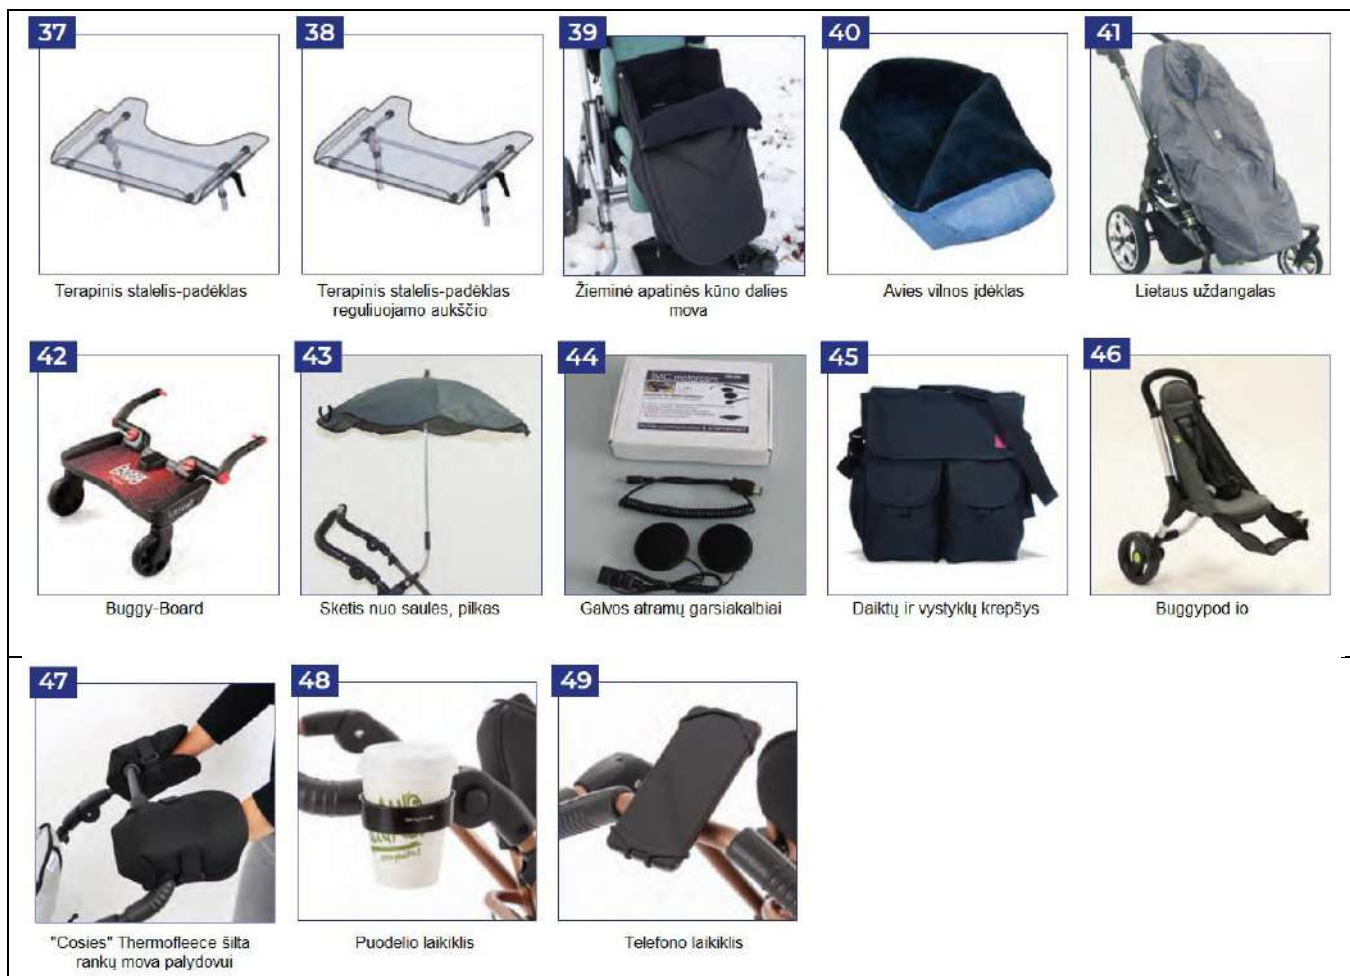 37
38
39
40
41
Terapinis stalelis-padėklas
Terapinis stalelis-padėklas
reguliuojamo aukščio
Žieminė apatinės kūno dalies
mova
Avies vilnos įdėklas
Lietaus uždangalas
42
43
44
45
46
Buggy-Board
Skėtis nuo saulės, pilkas
Galvos atramų garsiakalbiai
Daiktų ir vystyklų krepšys
Buggypod io
47
48
49
"Cosies" Thermofleece šilta
rankų mova palydovui
Puodelio laikiklis
Telefono laikiklis